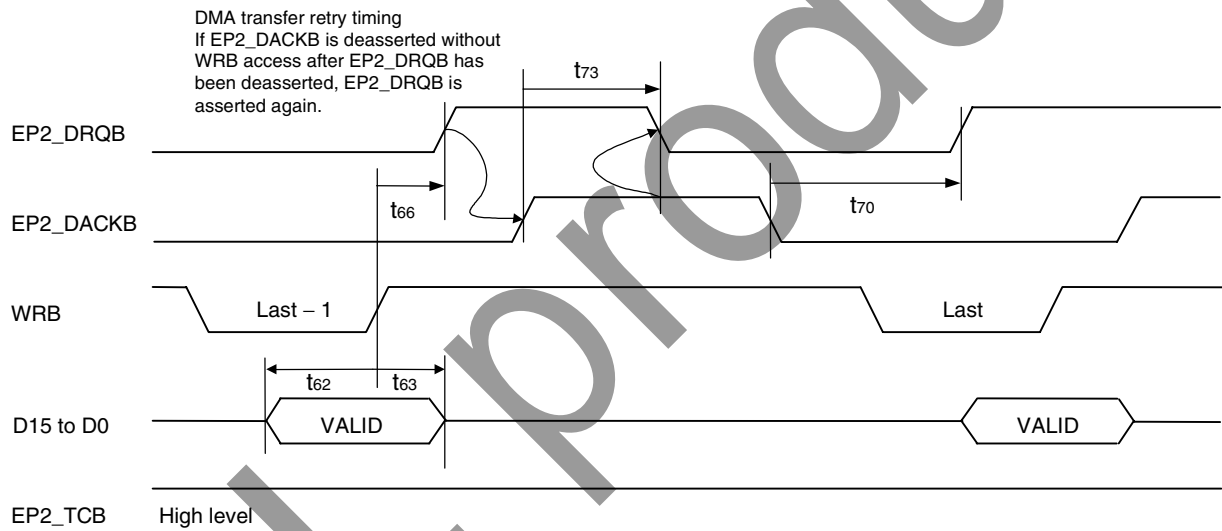 DMA transfer retry timing
If EP2_DACKB is deasserted without
WRB access after EP2_DRQB has
been deasserted, EP2_DRQB is
asserted again.
t73
EP2_DRQB
t66
t70
EP2_DACKB
WRB
Last – 1
Last
t62
t63
D15 to D0
VALID
VALID
EP2_TCB
High level